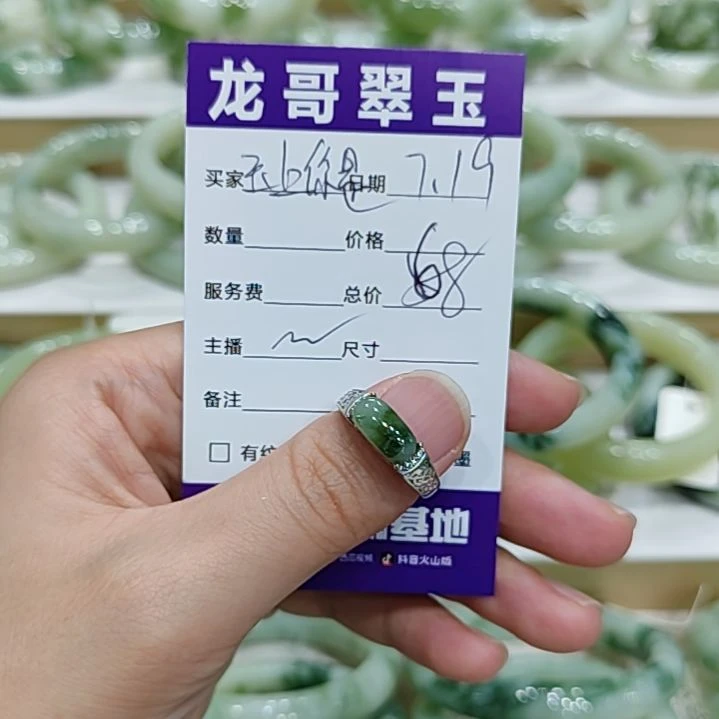 龙哥翠玉
买家 日期 7.19
数量 价格
服务费 总价 68
主播 尺寸
备注
有纹
基地
抖音火山版